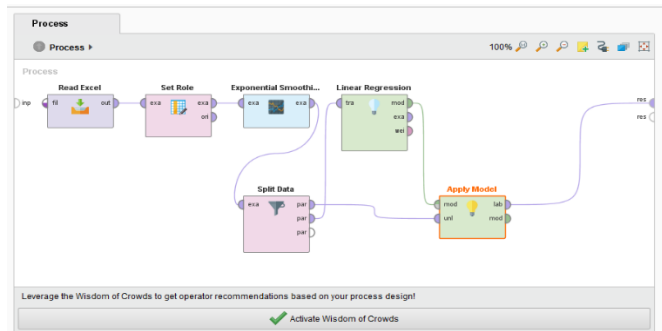 Process
Process
100%
Process
Read Excel
Set Role
Exponential Smoothi...
Linear Regression
inp
fil
out
exa
exa
ori
exa
exa
tra
mod
exa
wei
res
res
Split Data
exa
par
par
par
Apply Model
mod
lab
unl
mod
Leverage the Wisdom of Crowds to get operator recommendations based on your process design!
Activate Wisdom of Crowds